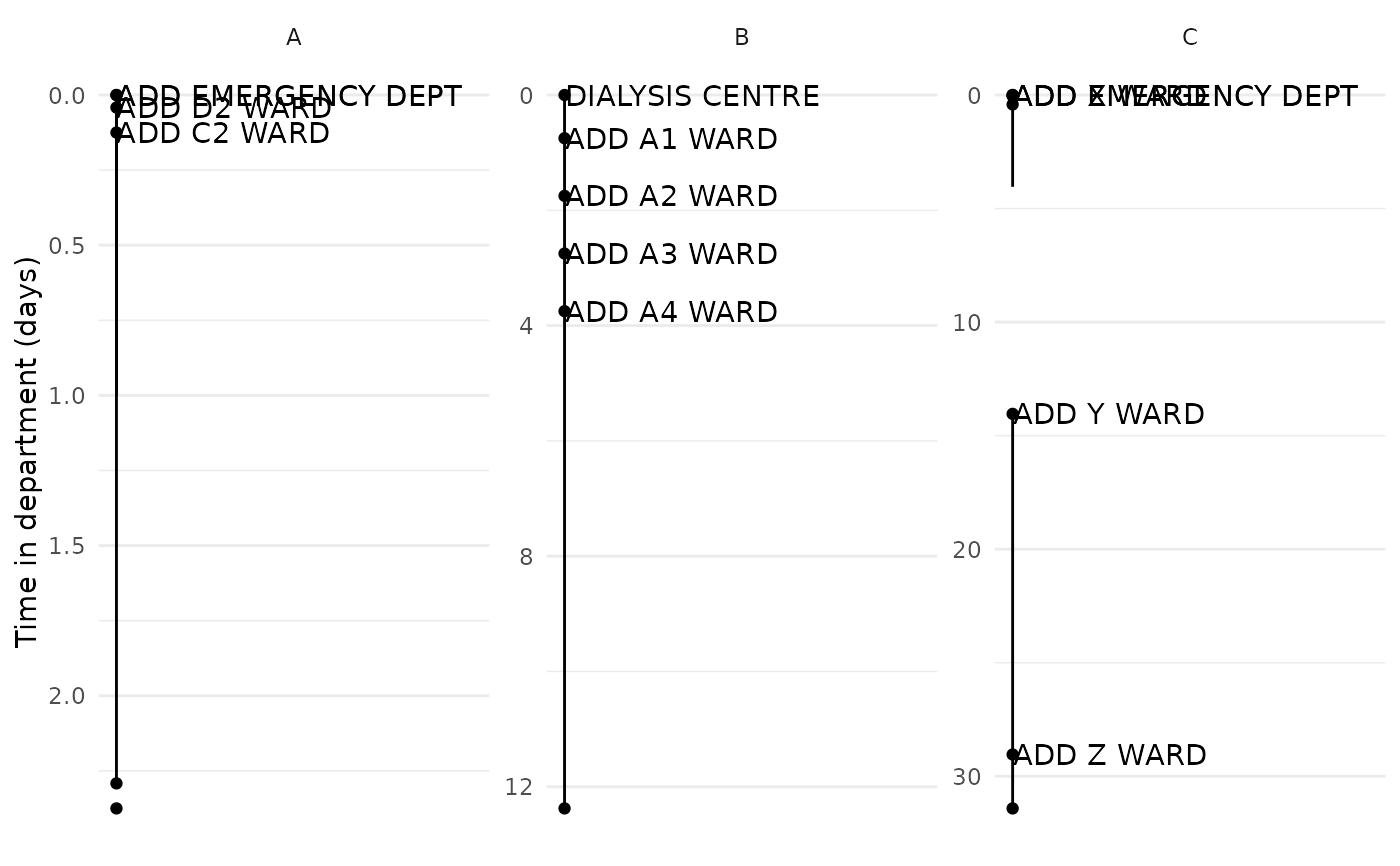 A
B
C
Time in department (days)
0.0
0.5
1.0
1.5
2.0
ADD EMERGENCY DEPT
ADD D2 WARD
ADD C2 WARD
0
4
8
12
DIALYSIS CENTRE
ADD A1 WARD
ADD A2 WARD
ADD A3 WARD
ADD A4 WARD
0
10
20
30
ADD EMERGENCY DEPT
ADD X WARD
ADD Y WARD
ADD Z WARD